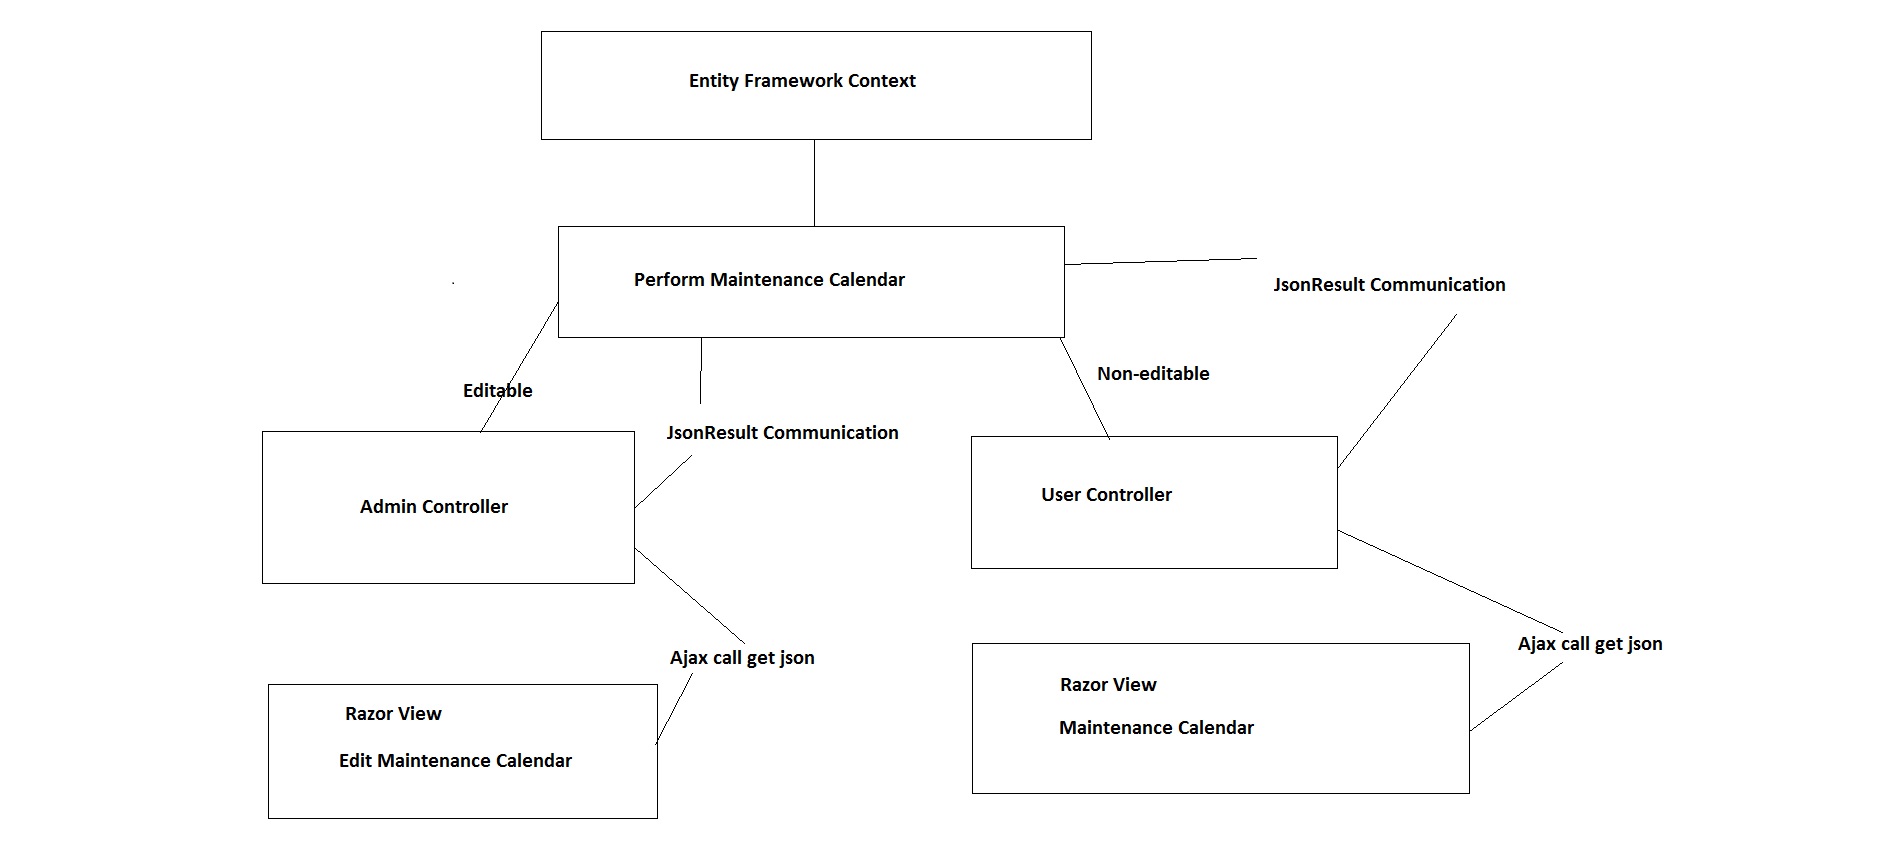 Entity Framework Context
Perform Maintenance Calendar
JsonResult Communication
Editable
Non-editable
JsonResult Communication
Admin Controller
User Controller
Ajax call get json
Ajax call get json
Razor View
Edit Maintenance Calendar
Razor View
Maintenance Calendar